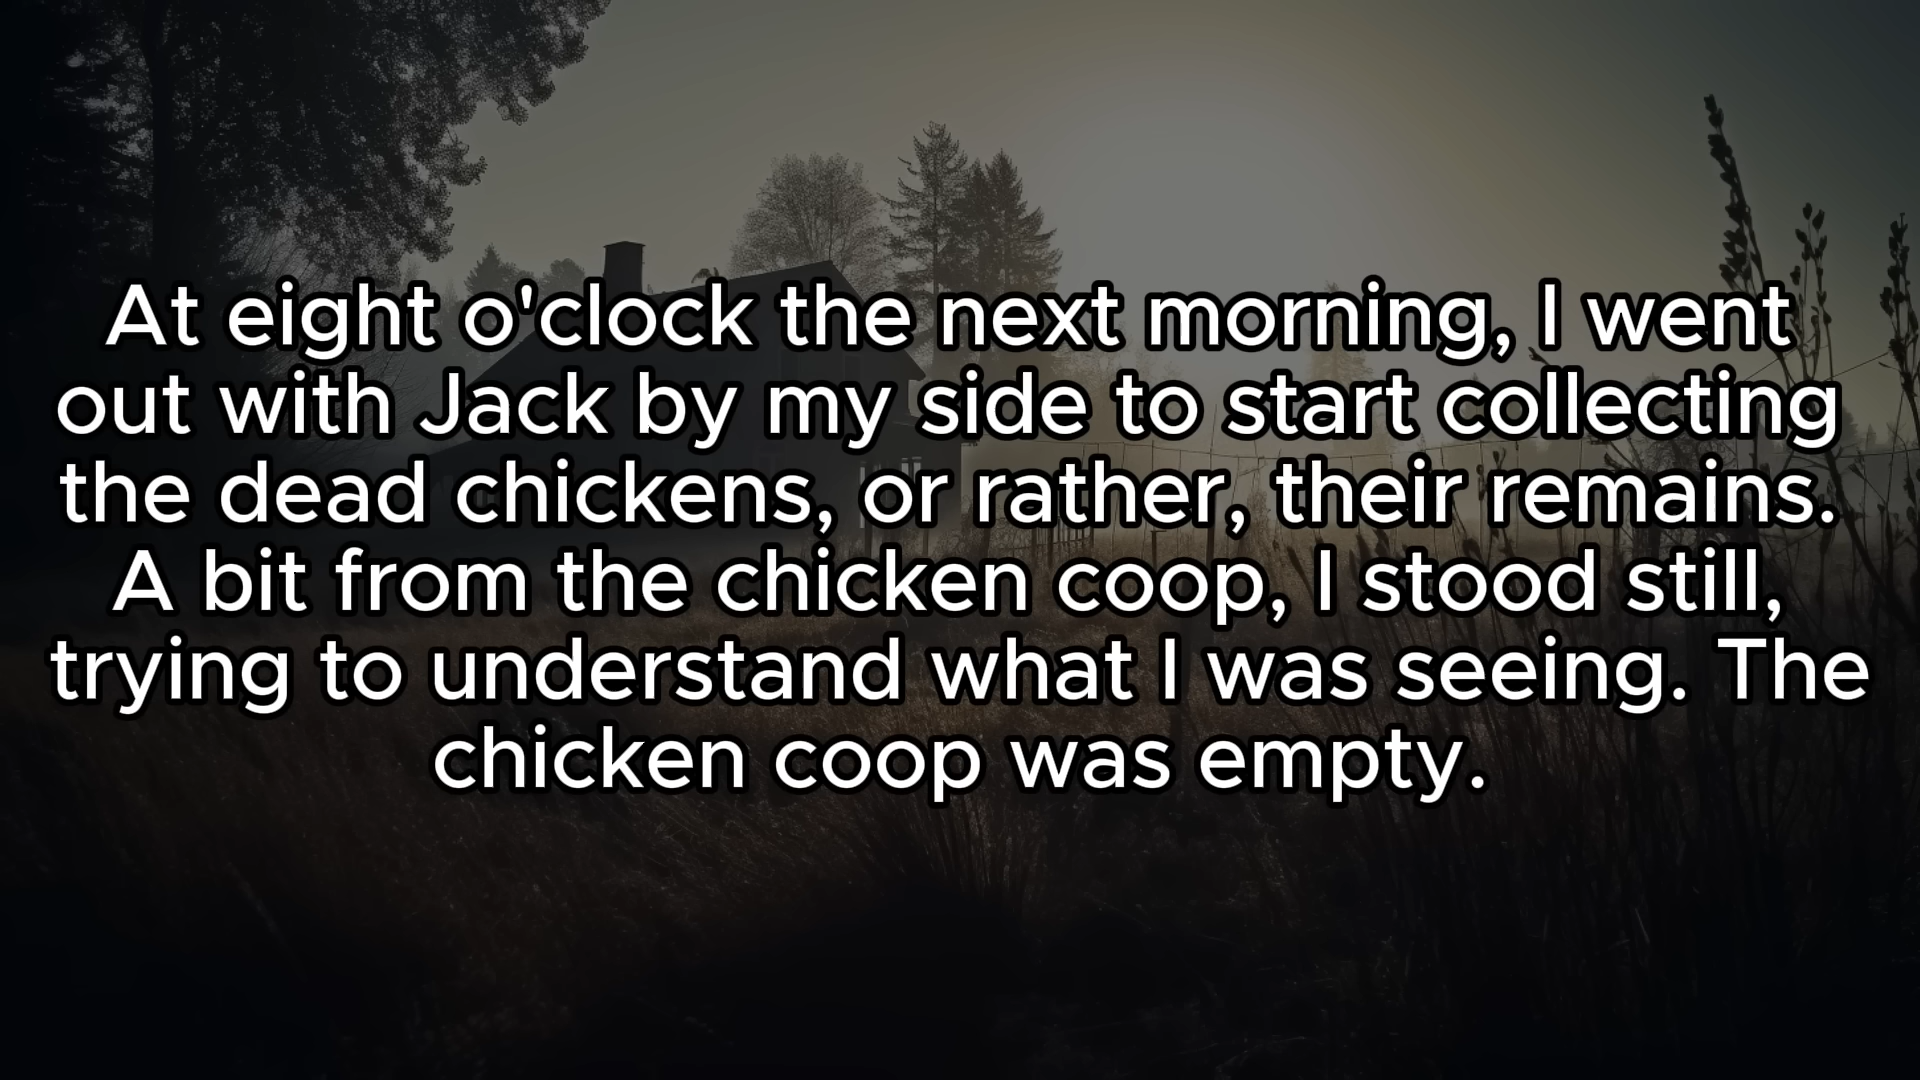 At eight o'clock the next morning, I went
out with Jack by my side to start collecting
the dead chickens, or rather, their remains.
A bit from the chicken coop, I stood still,
trying to understand what I was seeing. The
chicken coop was empty.